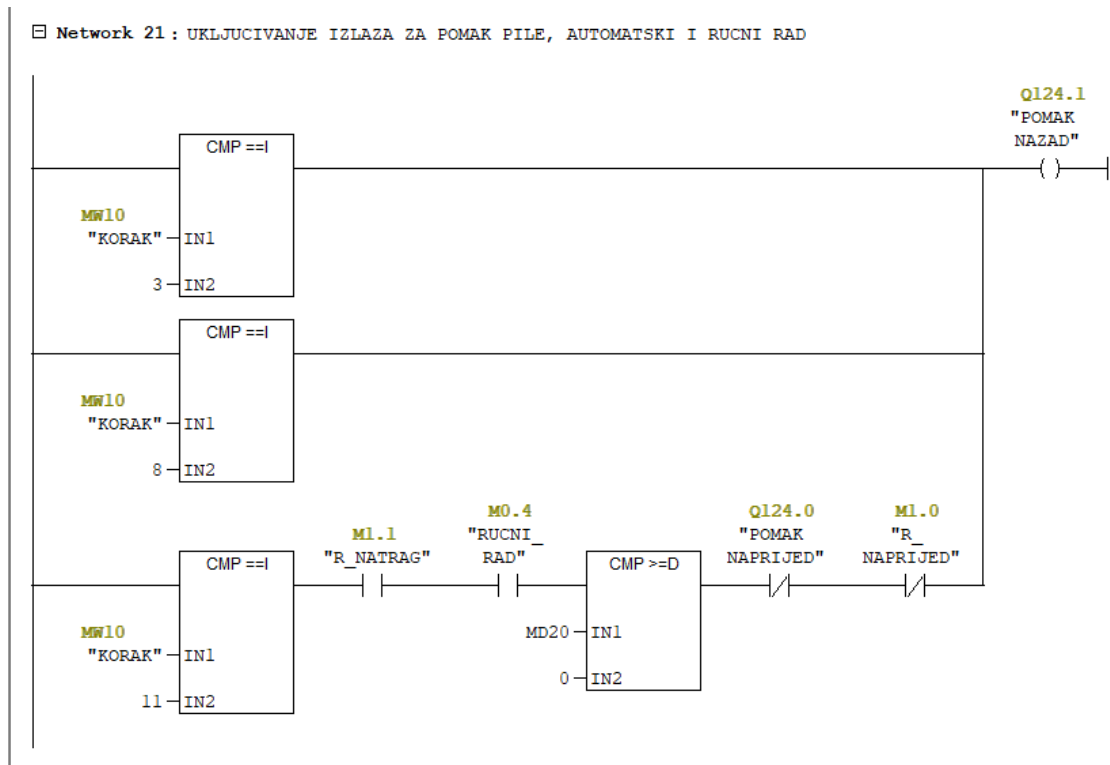 Network 21 : UKLJUCIVANJE IZLAZA ZA POMAK PILE, AUTOMATSKI I RUCNI RAD
Q124.1
"POMAK
NAZAD"
CMP ==I
MW10
"KORAK"
IN1
3
IN2
CMP ==I
MW10
"KORAK"
IN1
8
IN2
CMP ==I
MW10
"KORAK"
IN1
11
IN2
M1.1
"R_NATRAG"
M0.4
"RUCNI_
RAD"
CMP >=D
MD20
IN1
0
IN2
Q124.0
"POMAK
NAPRIJED"
M1.0
"R_
NAPRIJED"